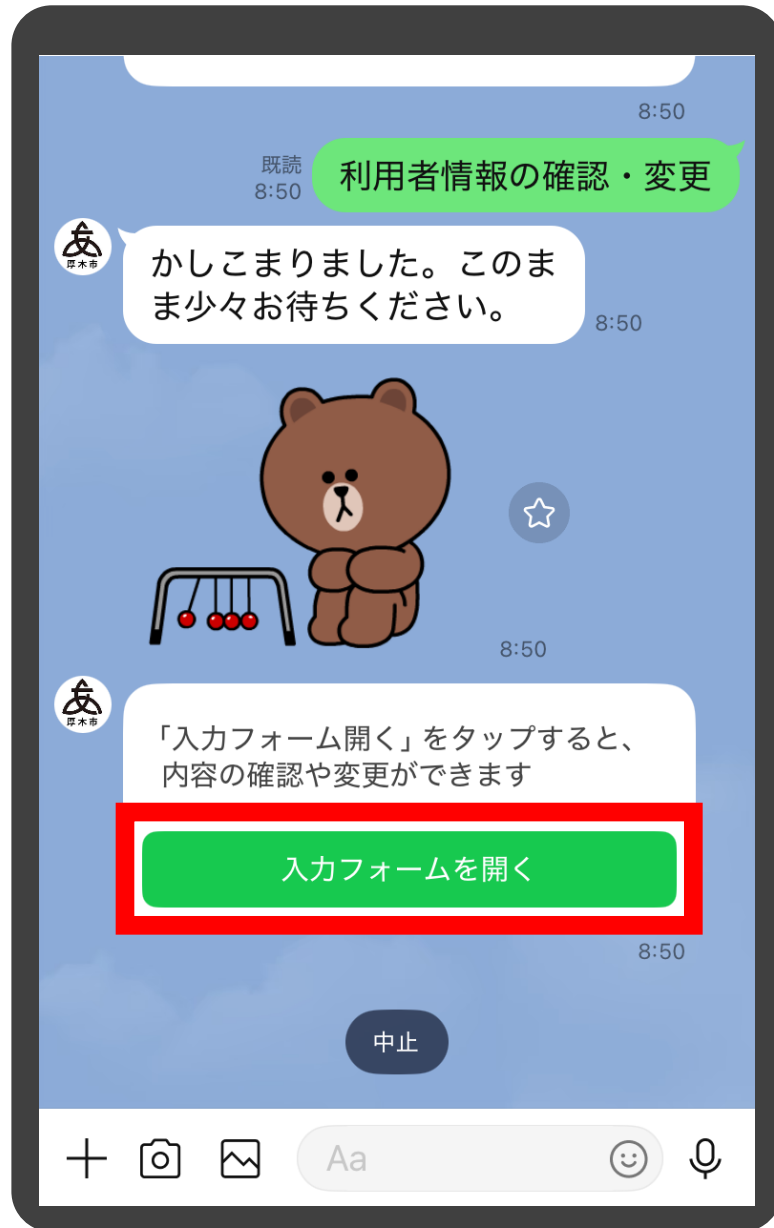 8:50
既読
8:50
利用者情報の確認・変更
厚木市
かしこまりました。このま
ま少々お待ちください。
8:50
8:50
厚木市
「入力フォーム開く」をタップすると、
内容の確認や変更ができます
入力フォームを開く
8:50
中止
Aa